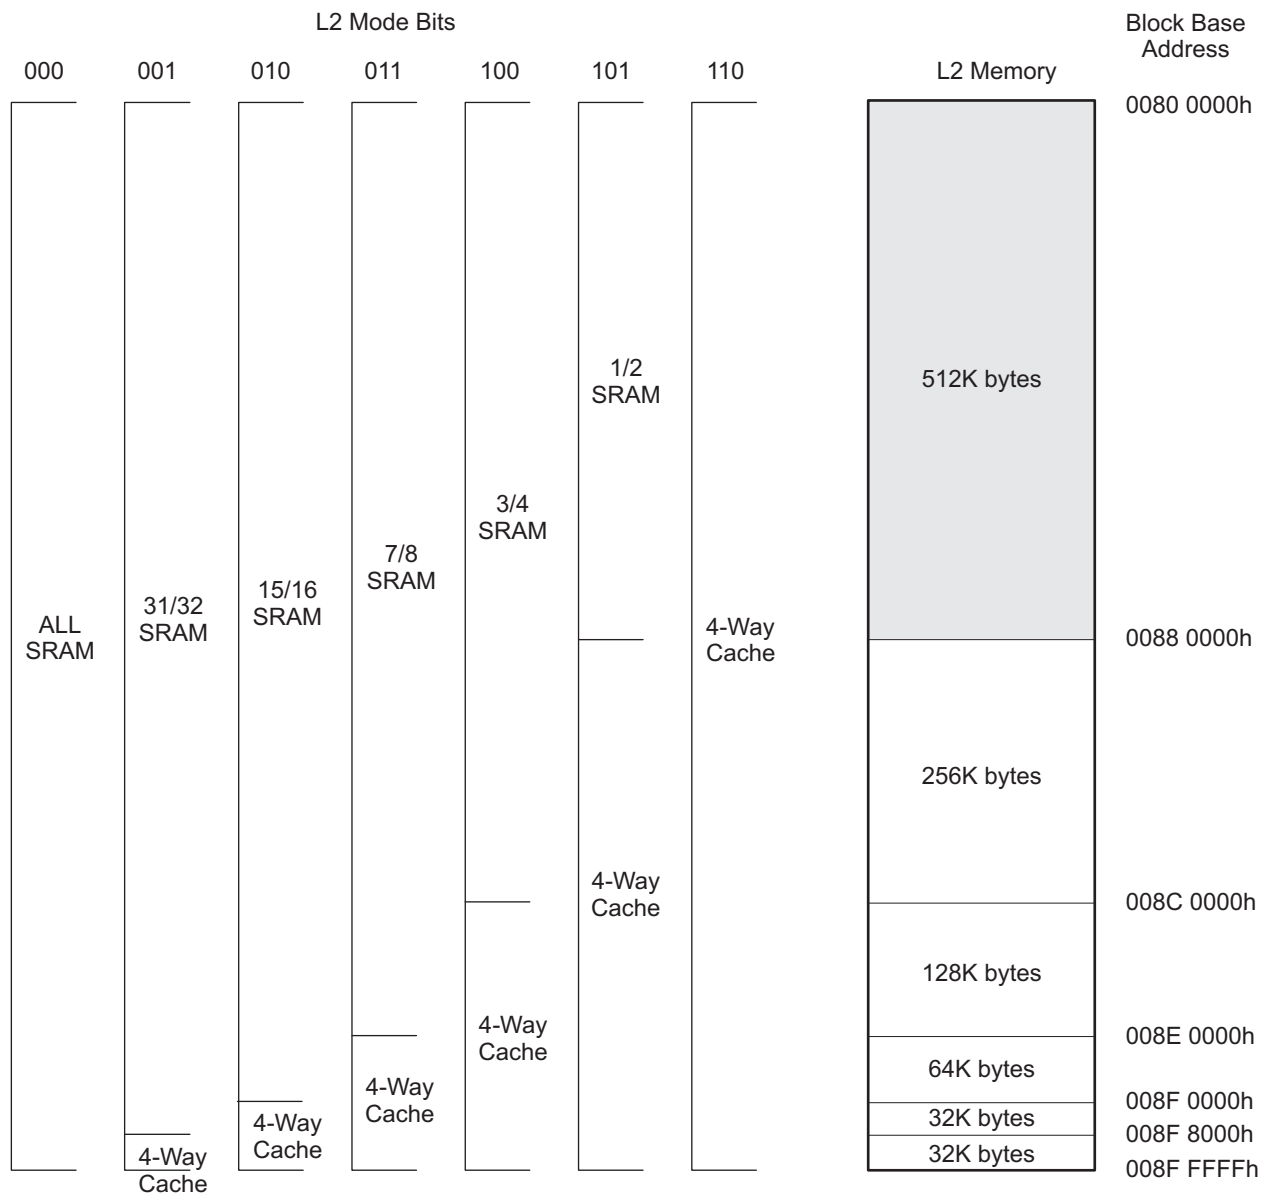 L2 Mode Bits
Block Base
Address
000 001 010 011 100 101 110 L2 Memory
0080 0000h
1/2
SRAM
512K bytes
3/4
SRAM
7/8
SRAM
15/16
SRAM
31/32
SRAM
ALL
SRAM
4-Way
Cache
0088 0000h
256K bytes
4-Way
Cache
008C 0000h
128K bytes
4-Way
Cache
008E 0000h
64K bytes
4-Way
Cache
008F 0000h
32K bytes
4-Way
Cache
008F 8000h
32K bytes
4-Way
Cache
008F FFFFh